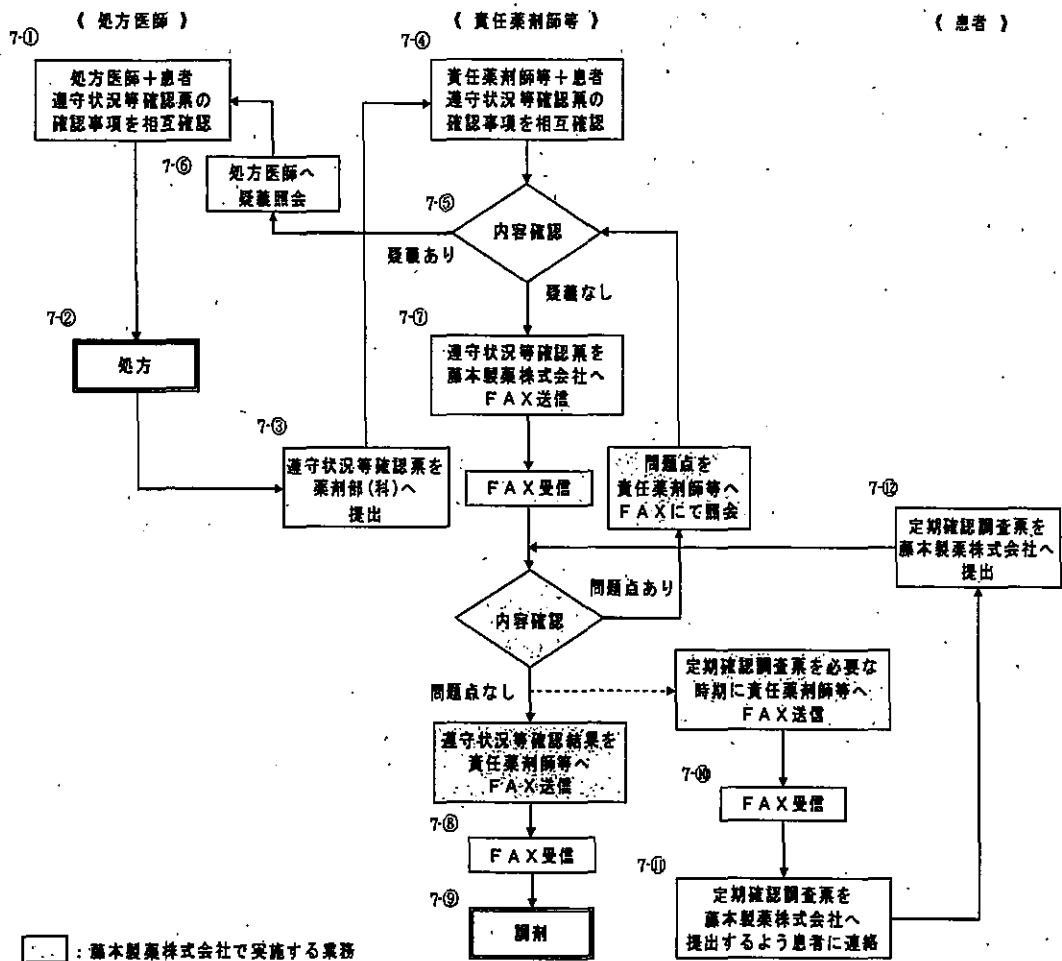 《 処方医師 》
《 責任薬剤師等 》
《 患者 》
7-①
処方医師+患者
遵守状況等確認票の
確認事項を相互確認
7-④
責任薬剤師等+患者
遵守状況等確認票の
確認事項を相互確認
7-⑥
処方医師へ
疑義照会
7-⑤
内容確認
疑義あり
疑義なし
7-②
処方
7-⑦
遵守状況等確認票を
藤本製薬株式会社へ
FAX送信
7-③
遵守状況等確認票を
薬剤部(科)へ
提出
FAX受信
問題点を
責任薬剤師等へ
FAXにて照会
7-⑫
定期確認調査票を
藤本製薬株式会社へ
提出
内容確認
問題点あり
問題点なし
定期確認調査票を必要な
時期に責任薬剤師等へ
FAX送信
遵守状況等確認結果を
責任薬剤師等へ
FAX送信
7-⑩
FAX受信
7-⑧
FAX受信
7-⑪
定期確認調査票を
藤本製薬株式会社へ
提出するよう患者に連絡
7-⑨
調剤
:藤本製薬株式会社で実施する業務